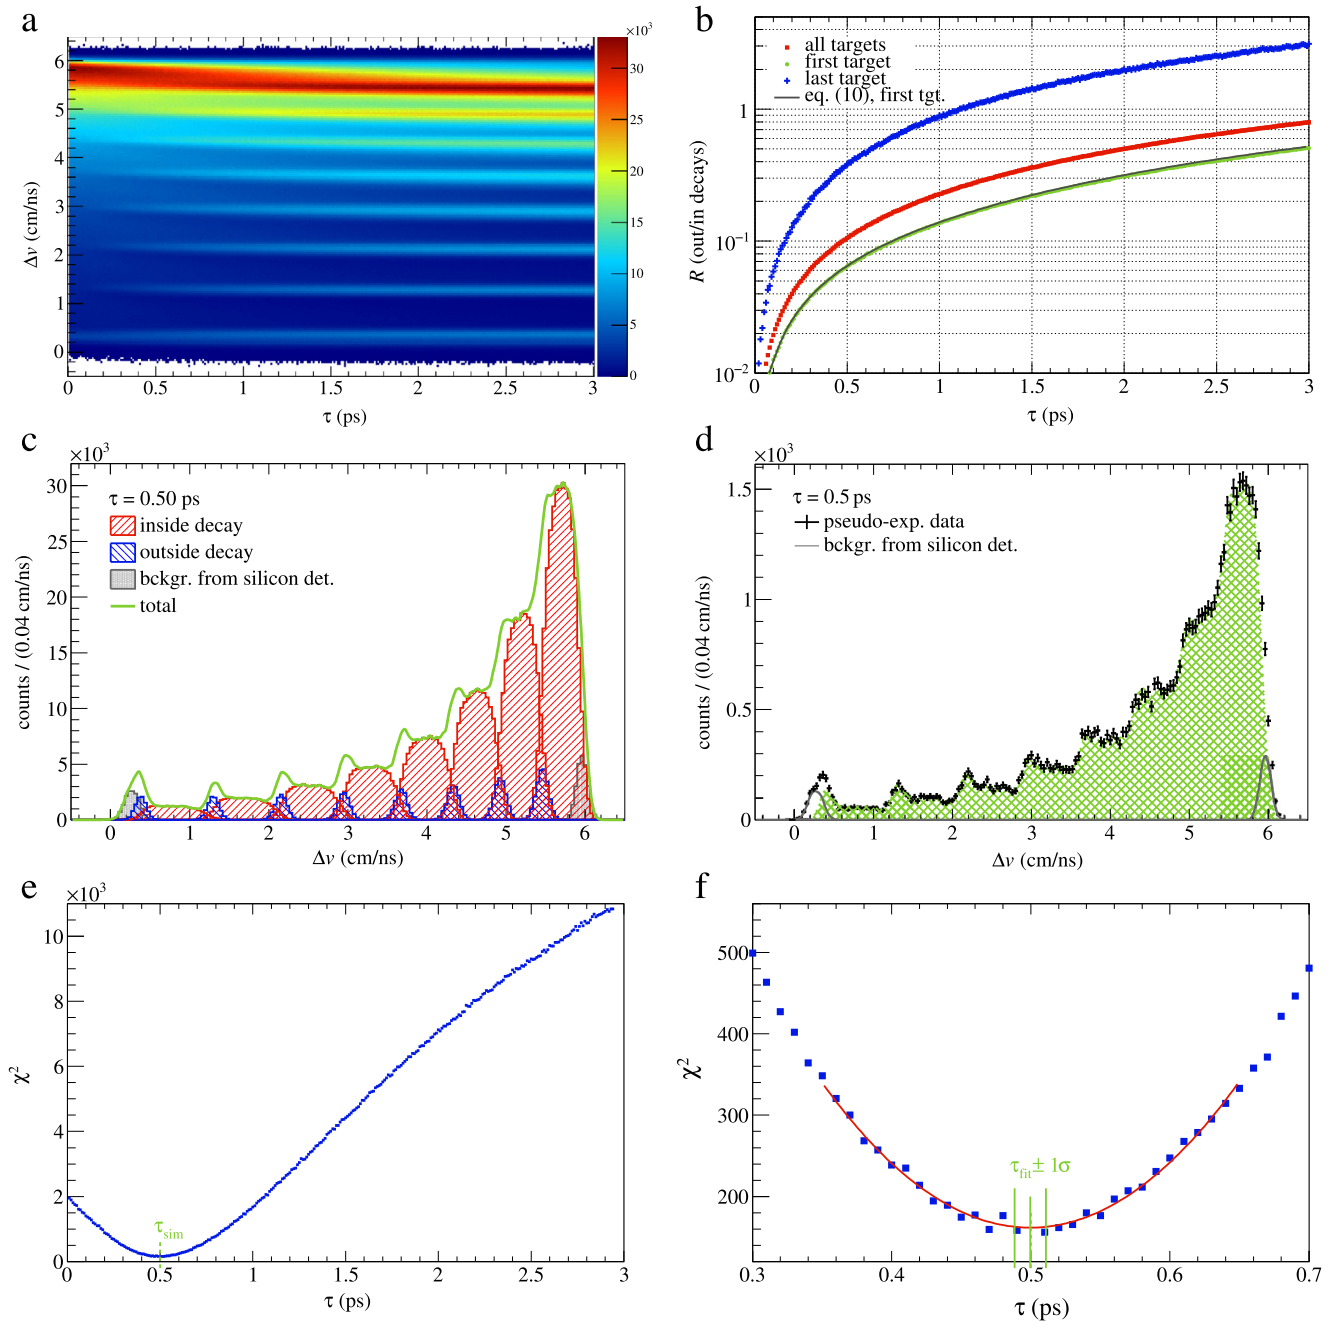 a
×10³
30
25
20
15
10
5
0
6
5
4
3
2
1
0
Δv (cm/ns)
0 0.5 1 1.5 2 2.5 3
τ (ps)
b
all targets
first target
last target
eq. (10), first tgt.
1
10⁻¹
10⁻²
R (out/in decays)
0 0.5 1 1.5 2 2.5 3
τ (ps)
c
×10³
τ = 0.50 ps
inside decay
outside decay
bckgr. from silicon det.
total
30
25
20
15
10
5
0
counts / (0.04 cm/ns)
0 1 2 3 4 5 6
Δv (cm/ns)
d
×10³
τ = 0.5 ps
pseudo-exp. data
bckgr. from silicon det.
1.5
1
0.5
0
counts / (0.04 cm/ns)
0 1 2 3 4 5 6
Δv (cm/ns)
e
×10³
10
8
6
4
2
0
χ²
τsim
0 0.5 1 1.5 2 2.5 3
τ (ps)
f
500
400
300
200
χ²
τfit ± 1σ
0.3 0.4 0.5 0.6 0.7
τ (ps)